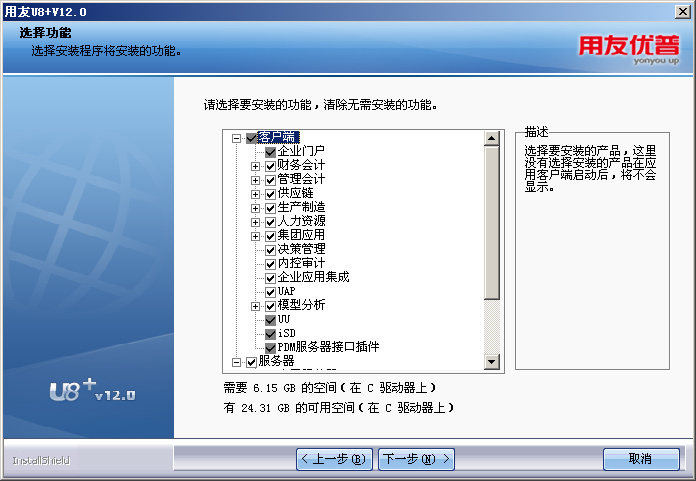 用友U8+V12.0
选择功能
选择安装程序将安装的功能。
用友优普
yonyou up
请选择要安装的功能，清除无需安装的功能。
客户端
企业门户
财务会计
管理会计
供应链
生产制造
人力资源
集团应用
决策管理
内控审计
企业应用集成
UAP
模型分析
UU
iSD
PDM服务器接口插件
服务器
描述
选择要安装的产品，这里
没有选择安装的产品在应
用客户端启动后，将不会
显示。
需要 6.15 GB 的空间(在 C 驱动器上)
有 24.31 GB 的可用空间(在 C 驱动器上)
U8+ v12.0
InstallShield
< 上一步(B)
下一步(N) >
取消